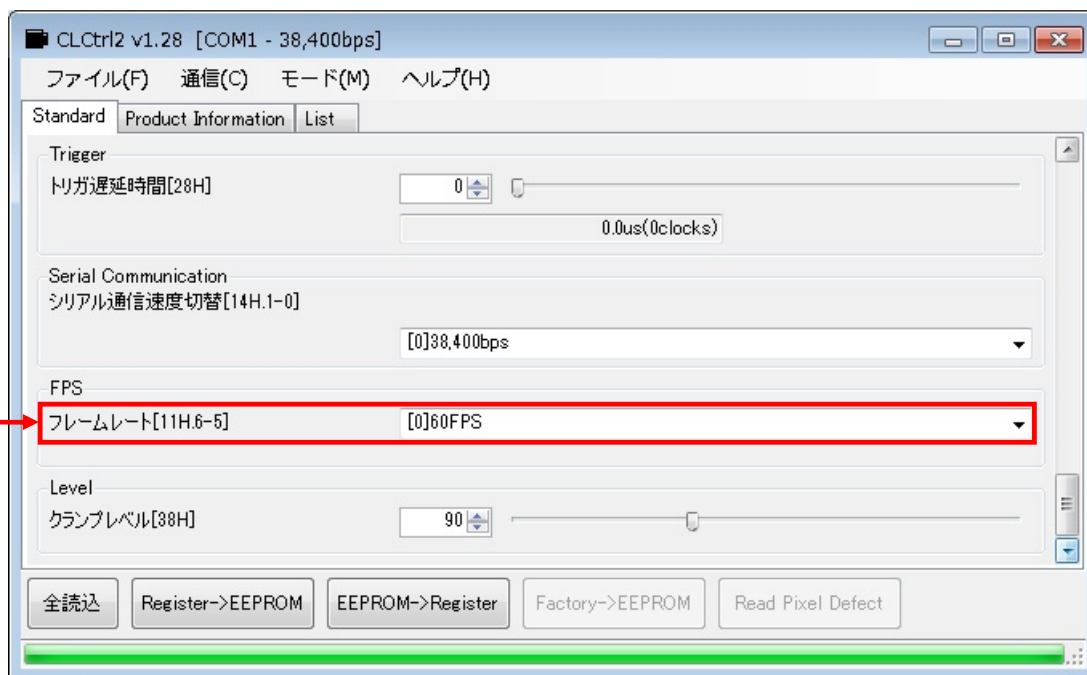 CLCtrl2 v1.28 [COM1 - 38,400bps]
ファイル(F) 通信(C) モード(M) ヘルプ(H)
Standard Product Information List
Trigger
トリガ遅延時間[28H] 0
0.0us(0clocks)
Serial Communication
シリアル通信速度切替[14H.1-0]
[0]38,400bps
FPS
フレームレート[11H.6-5] [0]60FPS
Level
クランプレベル[38H] 90
全読込 Register->EEPROM EEPROM->Register Factory->EEPROM Read Pixel Defect